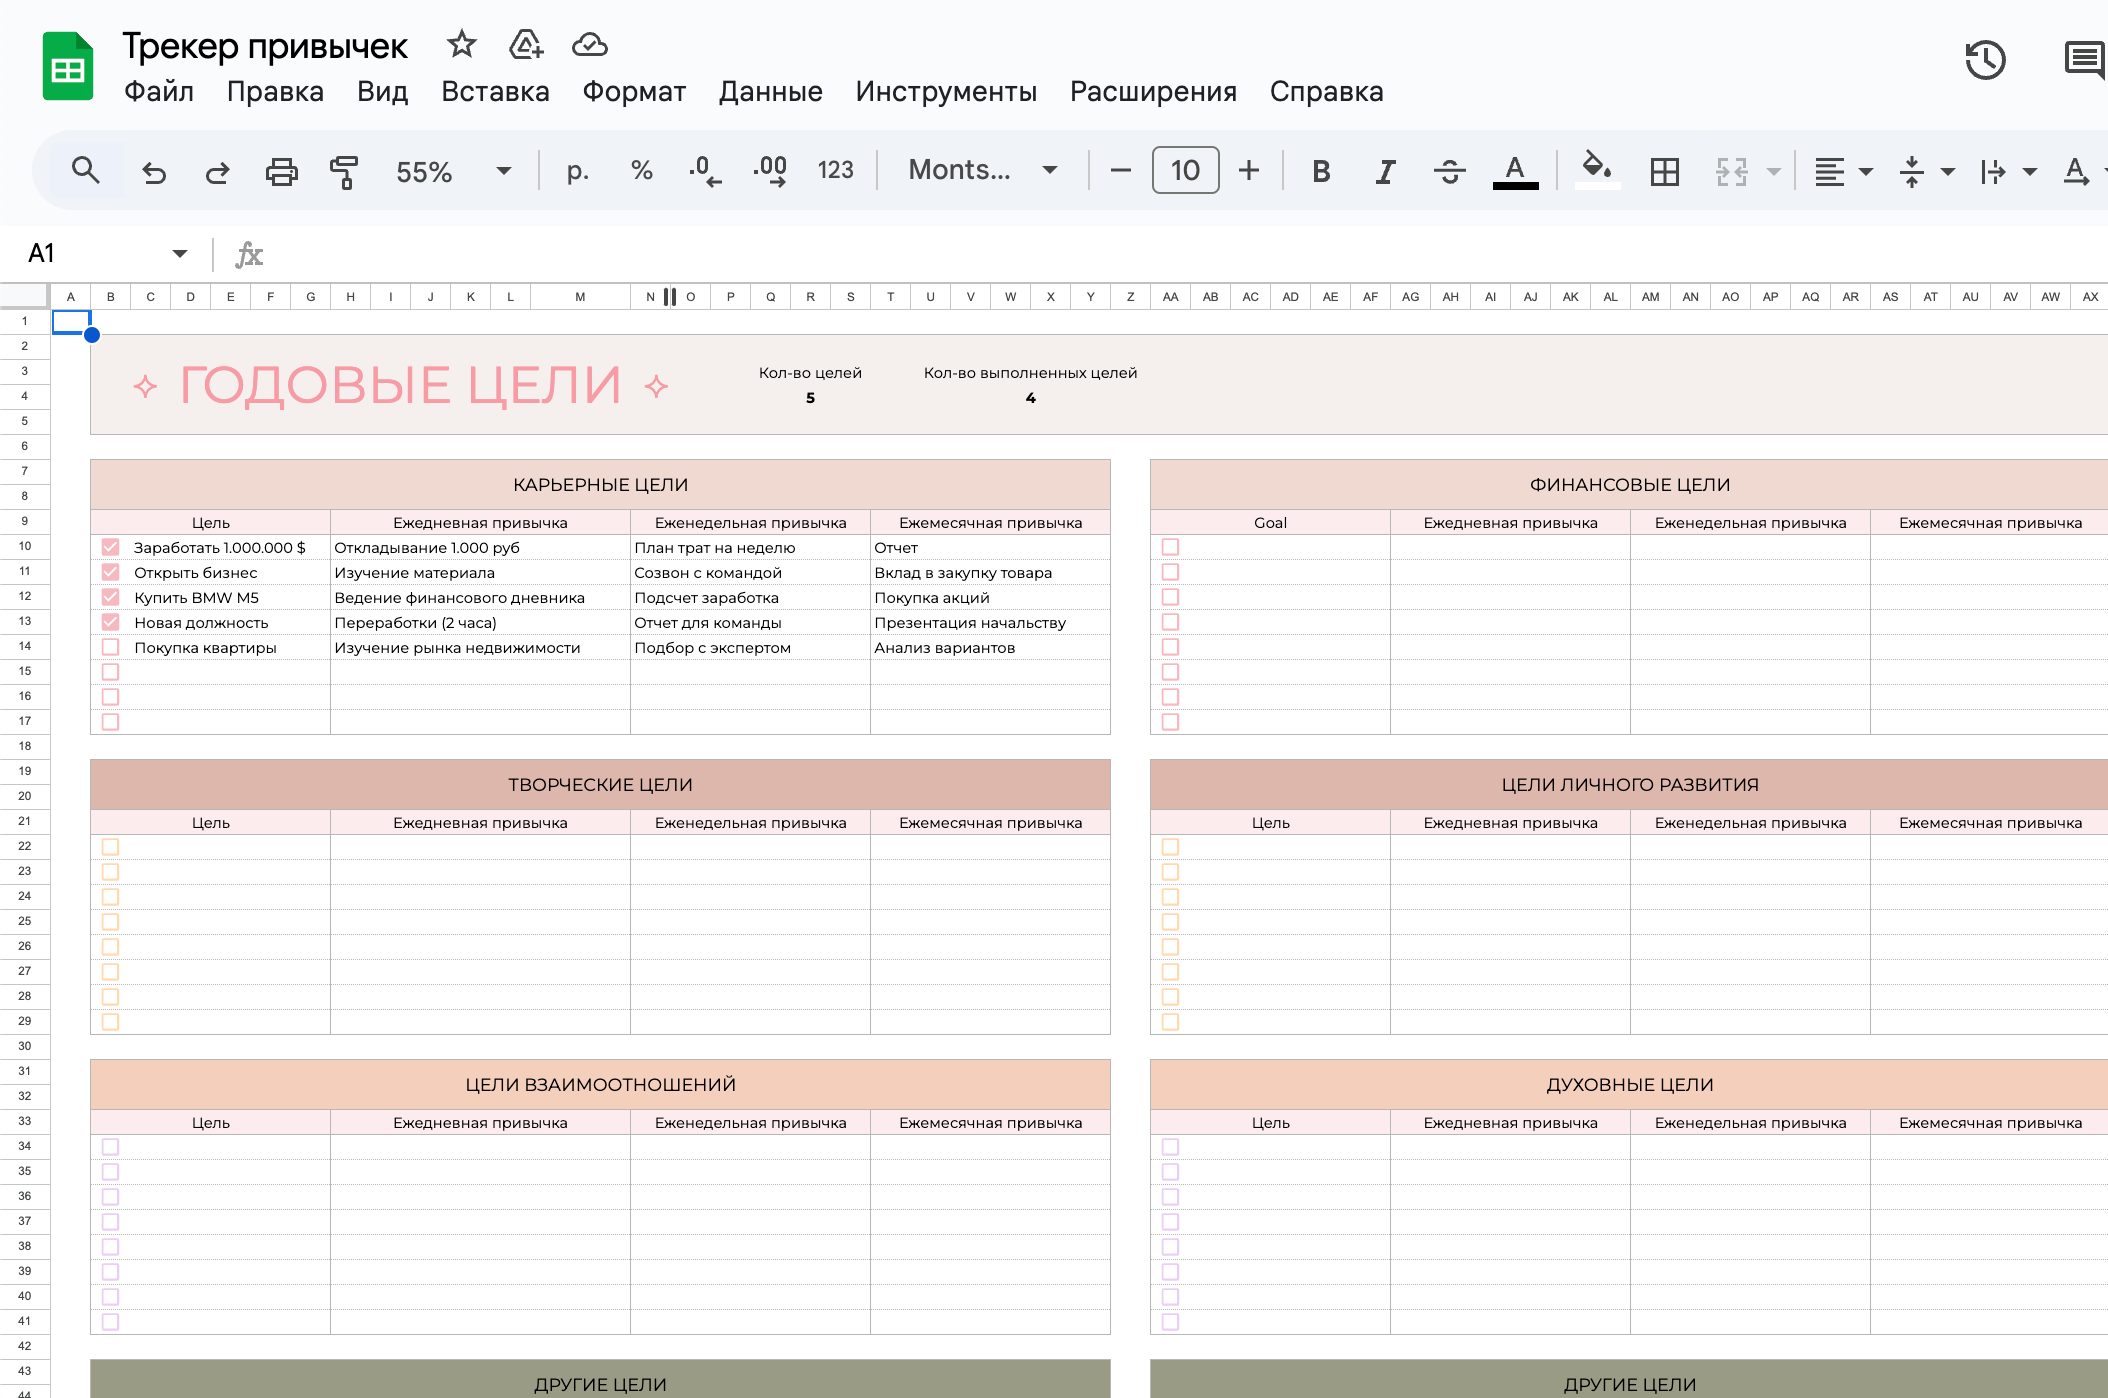 Трекер привычек
Файл Правка Вид Вставка Формат Данные Инструменты Расширения Справка
55% р. % .0 .00 123 Monts... 10 B I A A
A1 fx
A B C D E F G H I J K L M N O P Q R S T U V W X Y Z AA AB AC AD AE AF AG AH AI AJ AK AL AM AN AO AP AQ AR AS AT AU AV AW AX
1
2
3 ГОДОВЫЕ ЦЕЛИ Кол-во целей Кол-во выполненных целей
4 5 4
5
6
7
КАРЬЕРНЫЕ ЦЕЛИ ФИНАНСОВЫЕ ЦЕЛИ
8
9 Цель Ежедневная привычка Еженедельная привычка Ежемесячная привычка Goal Ежедневная привычка Еженедельная привычка Ежемесячная привычка
10 Заработать 1.000.000 $ Откладывание 1.000 руб План трат на неделю Отчет
11 Открыть бизнес Изучение материала Созвон с командой Вклад в закупку товара
12 Купить BMW M5 Ведение финансового дневника Подсчет заработка Покупка акций
13 Новая должность Переработки (2 часа) Отчет для команды Презентация начальству
14 Покупка квартиры Изучение рынка недвижимости Подбор с экспертом Анализ вариантов
15
16
17
18
19
ТВОРЧЕСКИЕ ЦЕЛИ ЦЕЛИ ЛИЧНОГО РАЗВИТИЯ
20
21 Цель Ежедневная привычка Еженедельная привычка Ежемесячная привычка Цель Ежедневная привычка Еженедельная привычка Ежемесячная привычка
22
23
24
25
26
27
28
29
30
31
ЦЕЛИ ВЗАИМООТНОШЕНИЙ ДУХОВНЫЕ ЦЕЛИ
32
33 Цель Ежедневная привычка Еженедельная привычка Ежемесячная привычка Цель Ежедневная привычка Еженедельная привычка Ежемесячная привычка
34
35
36
37
38
39
40
41
42
43
ДРУГИЕ ЦЕЛИ ДРУГИЕ ЦЕЛИ
44